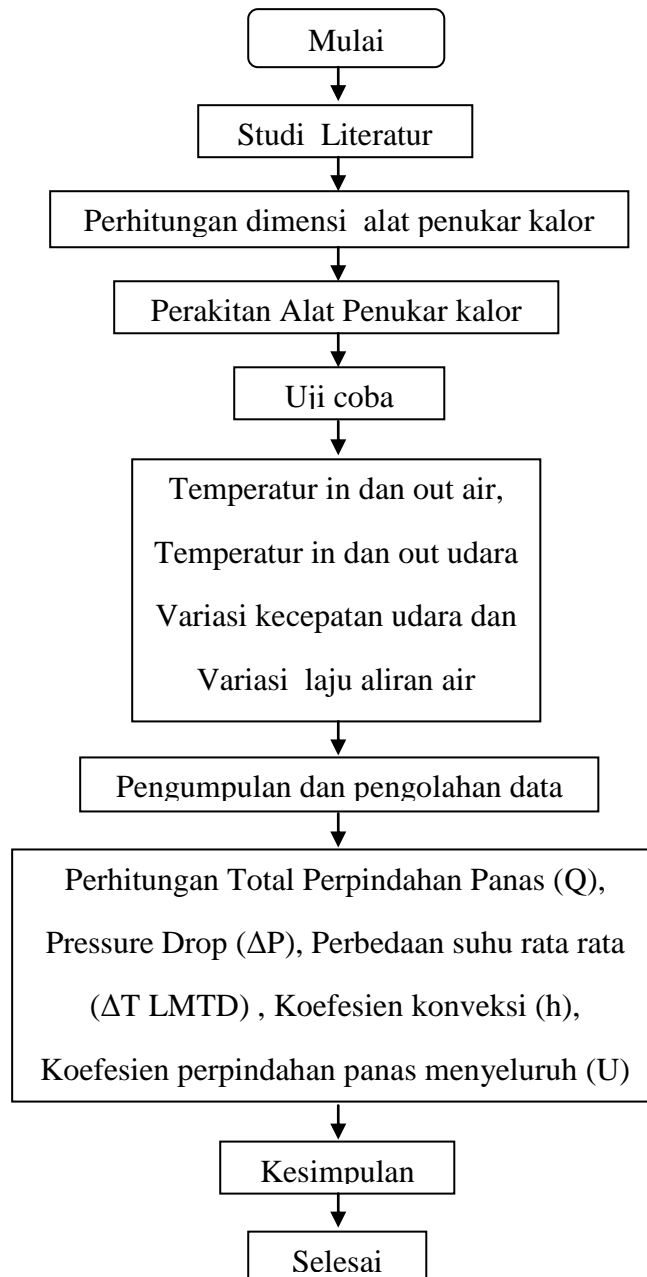 Mulai
Studi Literatur
Perhitungan dimensi alat penukar kalor
Perakitan Alat Penukar kalor
Uji coba
Temperatur in dan out air,
Temperatur in dan out udara
Variasi kecepatan udara dan
Variasi laju aliran air
Pengumpulan dan pengolahan data
Perhitungan Total Perpindahan Panas (Q),
Pressure Drop (ΔP), Perbedaan suhu rata rata
(ΔT LMTD) , Koefesien konveksi (h),
Koefesien perpindahan panas menyeluruh (U)
Kesimpulan
Selesai